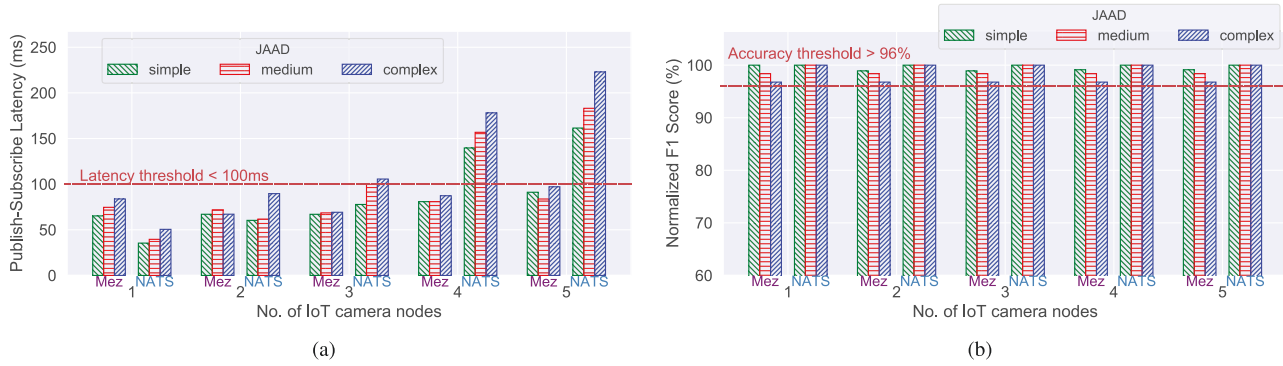 JAAD
simple medium complex
Publish-Subscribe Latency (ms)
250
200
150
100
50
0
Latency threshold < 100ms
Mez NATS Mez NATS Mez NATS Mez NATS Mez NATS
1 2 3 4 5
No. of IoT camera nodes
(a)
JAAD
simple medium complex
Normalized F1 Score (%)
Accuracy threshold > 96%
100
90
80
70
60
Mez NATS Mez NATS Mez NATS Mez NATS Mez NATS
1 2 3 4 5
No. of IoT camera nodes
(b)